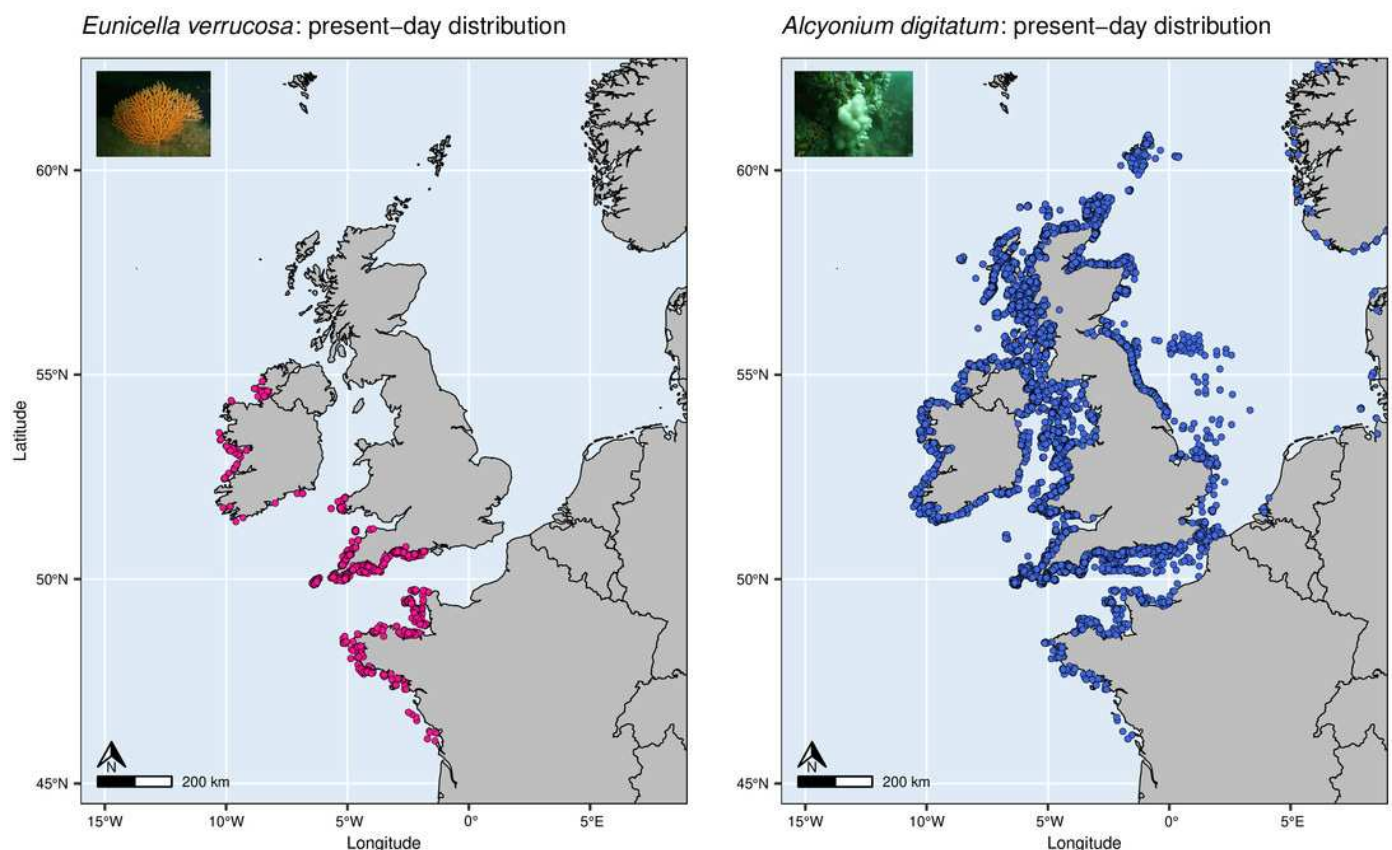 Eunicella verrucosa: present−day distribution
60°N
55°N
50°N
45°N
Latitude
N
200 km
15°W 10°W 5°W 0° 5°E
Longitude
Alcyonium digitatum: present−day distribution
60°N
55°N
50°N
45°N
N
200 km
15°W 10°W 5°W 0° 5°E
Longitude